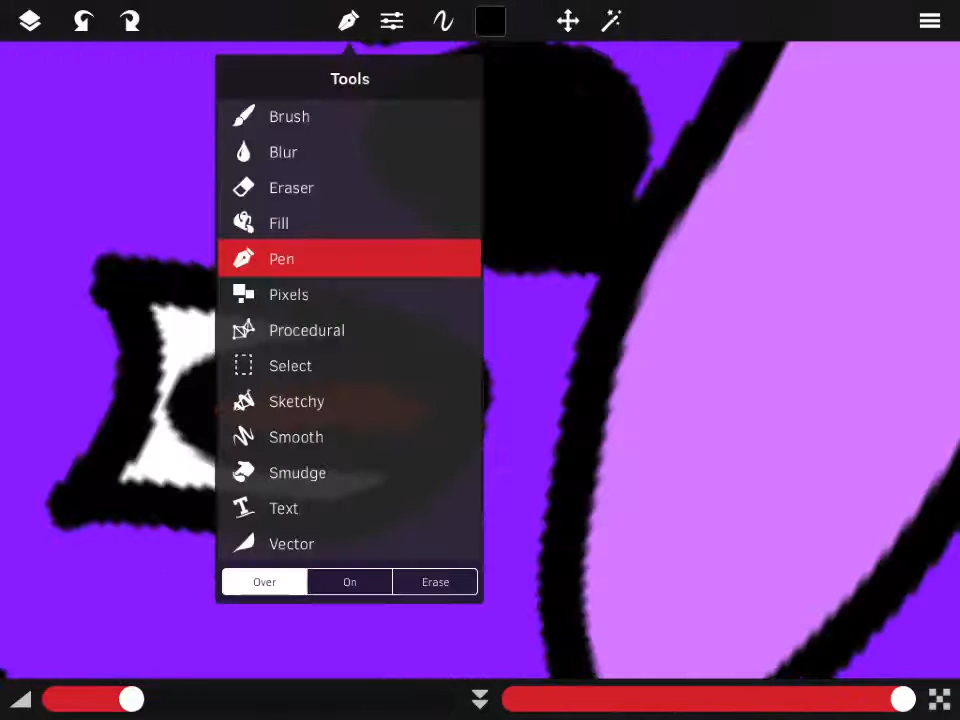 Tools
Brush
Blur
Eraser
Fill
Pen
Pixels
Procedural
Select
Sketchy
Smooth
Smudge
Text
Vector
Over On Erase